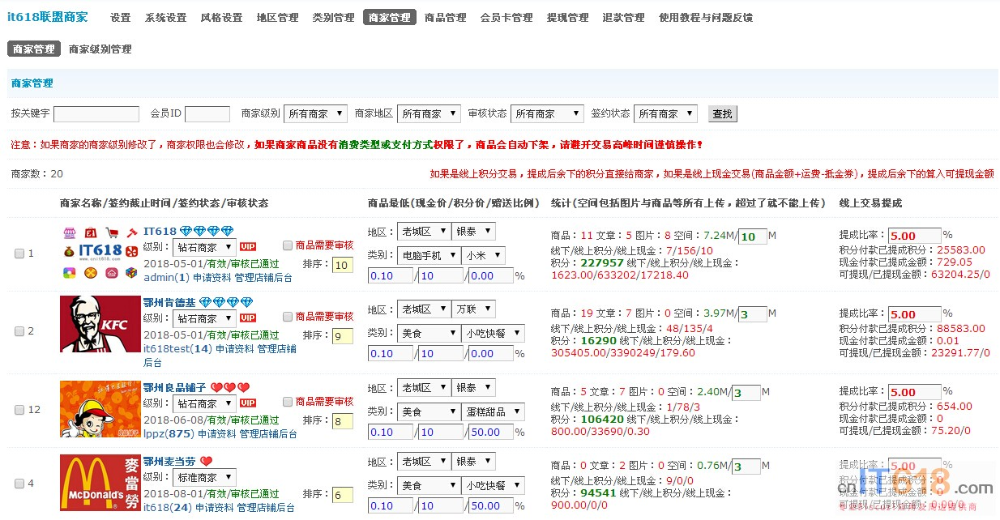 it618联盟商家 设置 系统设置 风格设置 地区管理 类别管理 商家管理 商品管理 会员卡管理 提现管理 退款管理 使用教程与问题反馈
商家管理 商家级别管理
商家管理
按关键字 会员ID 商家级别 所有商家 商家地区 所有商家 审核状态 所有商家 签约状态 所有商家 查找
注意：如果商家的商家级别修改了，商家权限也会修改，如果商家商品没有消费类型或支付方式权限了，商品会自动下架，请避开交易高峰时间谨慎操作！
商家数：20 如果是线上积分交易，提成后余下的积分直接给商家，如果是线上现金交易(商品金额+运费-抵金券)，提成后余下的算入可提现金额
商家名称/签约截止时间/签约状态/审核状态 商品最低(现金价/积分价/赠送比例) 统计(空间包括图片与商品等所有上传，超过了就不能上传) 线上交易提成
1
IT618
www.cnit618.com
IT618
级别：钻石商家 VIP 商品需要审核
2018-05-01/有效/审核已通过 排序：10
admin(1) 申请资料 管理店铺后台
地区：老城区 银泰
类别：电脑手机 小米
0.10 /10 /0.00 %
商品：11 文章：5 图片：8 空间：7.24M/10 M
线下/线上积分/线上现金：7/156/10
积分：227957 线下/线上积分/线上现金：
1623.00/633202/17218.40
提成比率：5.00 %
积分付款已提成积分：25583.00
现金付款已提成金额：729.05
可提现/已提现金额：63204.25/0
2
KFC
鄂州肯德基
级别：钻石商家 VIP 商品需要审核
2018-05-01/有效/审核已通过 排序：9
it618test(14) 申请资料 管理店铺
后台
地区：老城区 万联
类别：美食 小吃快餐
0.10 /10 /0.00 %
商品：19 文章：7 图片：0 空间：3.97M/3 M
线下/线上积分/线上现金：48/135/4
积分：16290 线下/线上积分/线上现金：
305405.00/3390249/179.60
提成比率：5.00 %
积分付款已提成积分：88583.00
现金付款已提成金额：0.01
可提现/已提现金额：23291.77/0
12
鄂州良品铺子
级别：钻石商家 VIP 商品需要审核
2018-06-08/有效/审核已通过 排序：8
lppz(875) 申请资料 管理店铺后台
地区：老城区 银泰
类别：美食 蛋糕甜品
0.10 /10 /50.00 %
商品：5 文章：7 图片：0 空间：2.40M/3 M
线下/线上积分/线上现金：1/78/3
积分：106420 线下/线上积分/线上现金：
800.00/33690/0.30
提成比率：5.00 %
积分付款已提成积分：654.00
现金付款已提成金额：0
可提现/已提现金额：75.20/0
4
McDonald's
麥當勞
鄂州麦当劳
级别：标准商家
2018-08-01/有效/审核已通过 排序：6
it618(24) 申请资料 管理店铺后台
地区：老城区 银泰
类别：美食 小吃快餐
0.10 /10 /50.00 %
商品：0 文章：2 图片：0 空间：0.76M/3 M
线下/线上积分/线上现金：9/0/0
积分：94541 线下/线上积分/线上现金：
900.00/0/0
提成比率：5.00 %
积分付款已提成积分：0
现金付款已提成金额：0
可提现/已提现金额：0.00/0
cnIT618.com